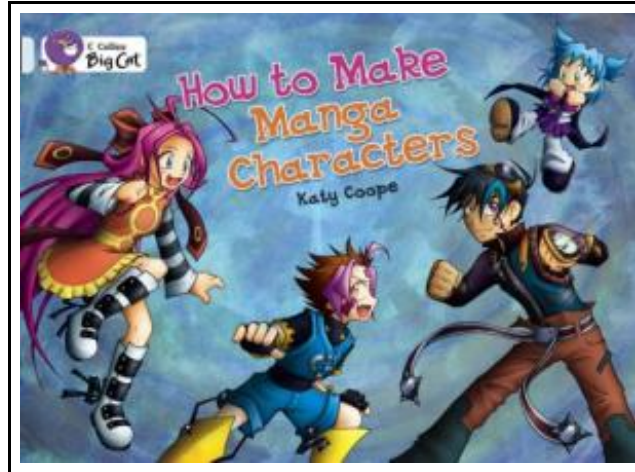 Collins
Big Cat
How to Make
Manga
Characters
Katy Coope